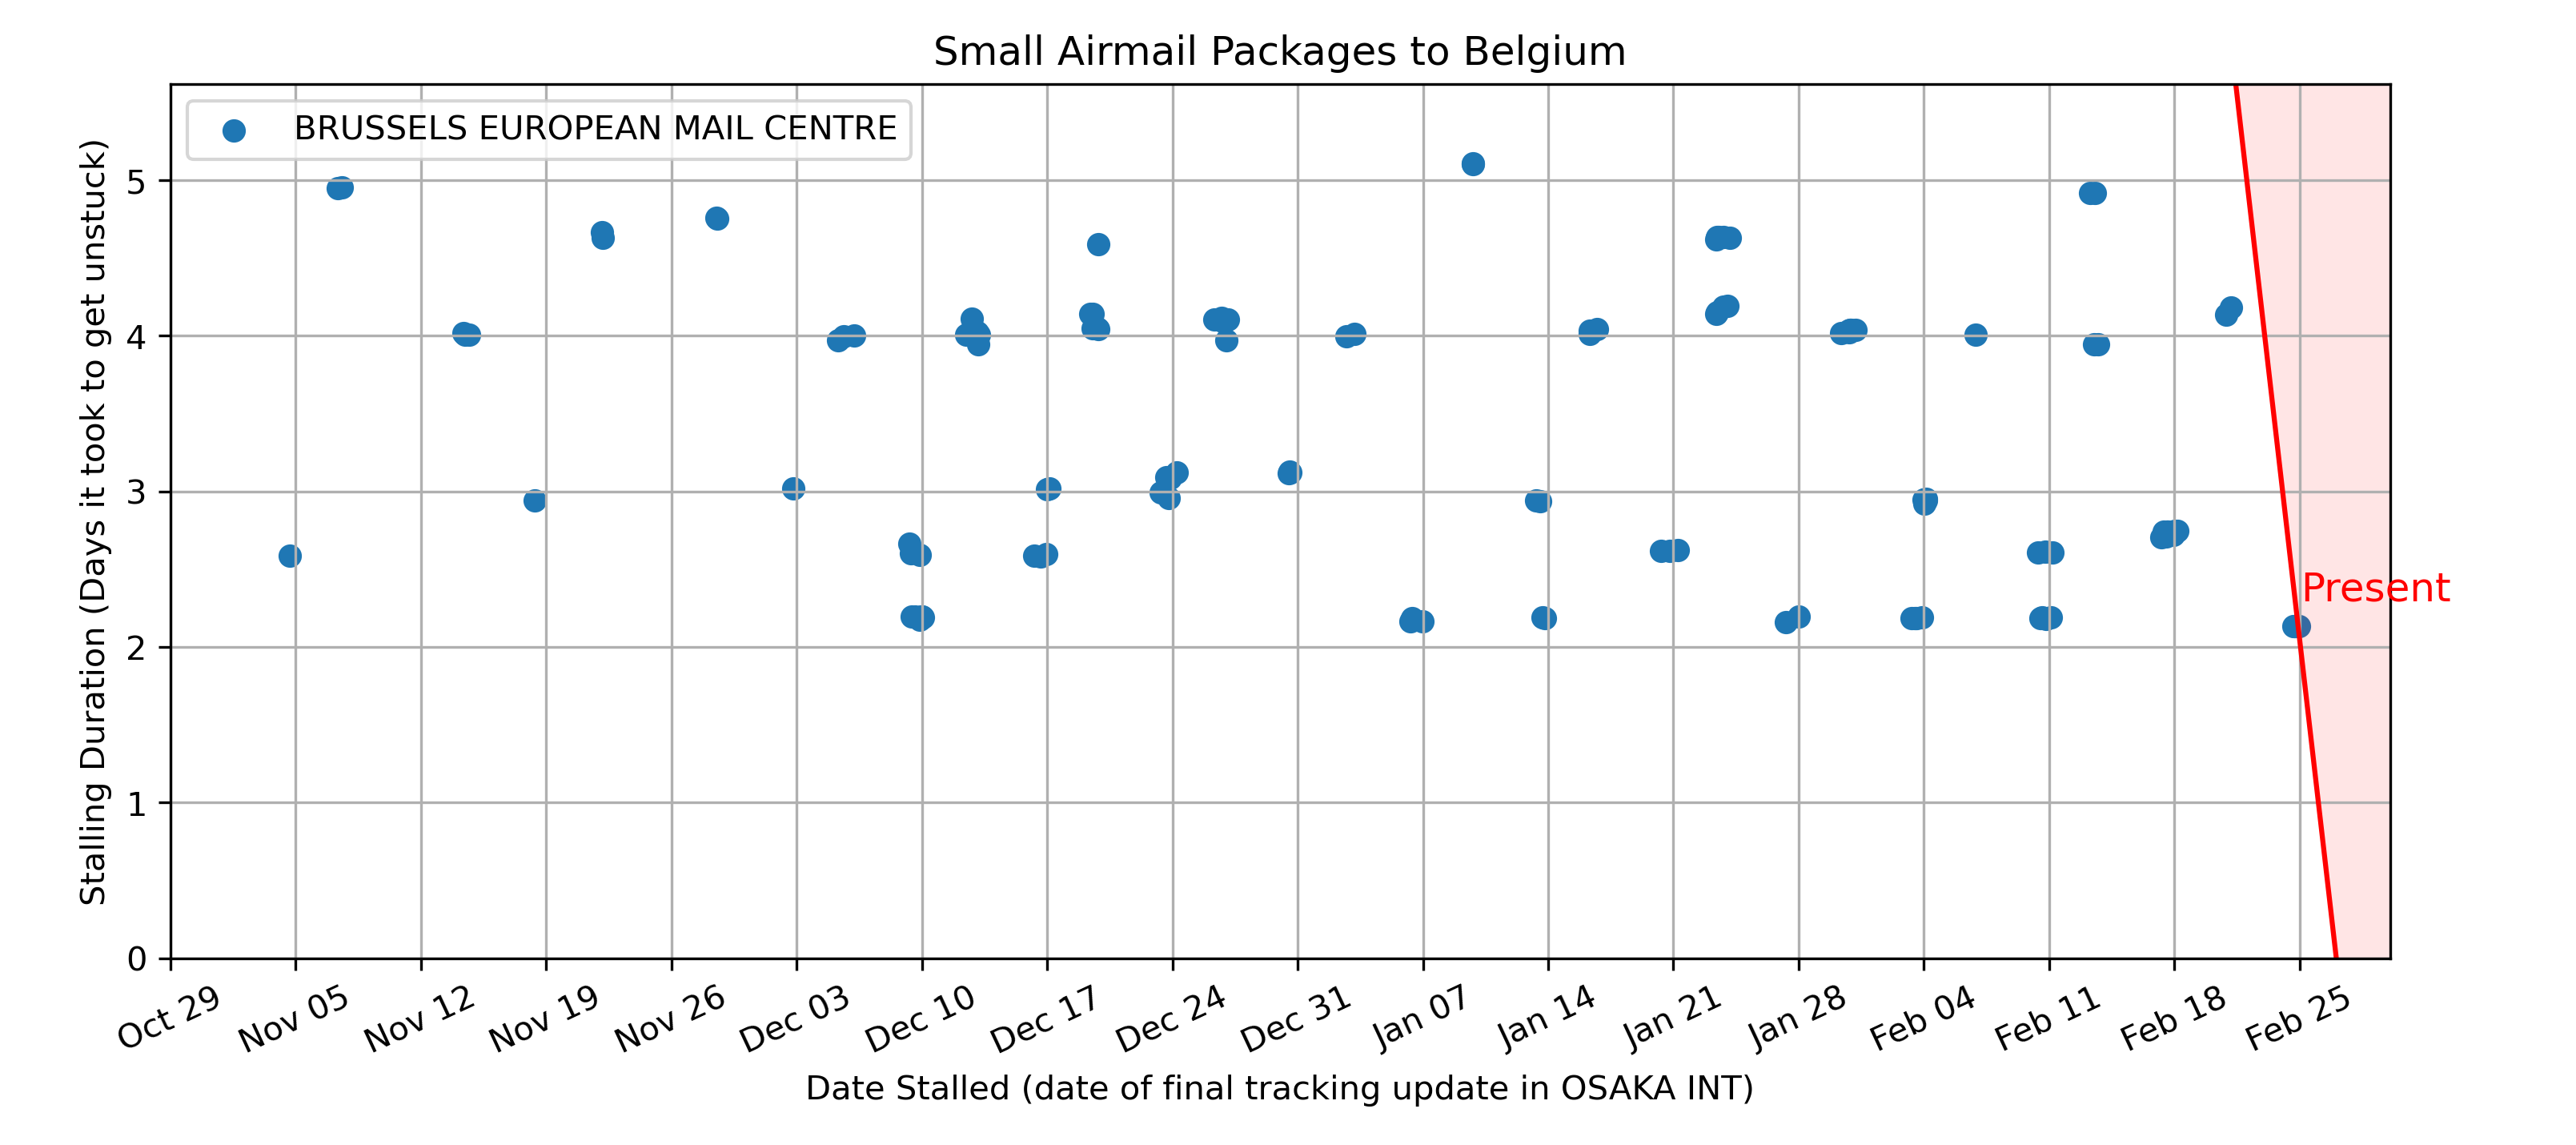 Small Airmail Packages to Belgium
BRUSSELS EUROPEAN MAIL CENTRE
Stalling Duration (Days it took to get unstuck)
5
4
3
2
1
0
Present
Oct 29
Nov 05
Nov 12
Nov 19
Nov 26
Dec 03
Dec 10
Dec 17
Dec 24
Dec 31
Jan 07
Jan 14
Jan 21
Jan 28
Feb 04
Feb 11
Feb 18
Feb 25
Date Stalled (date of final tracking update in OSAKA INT)